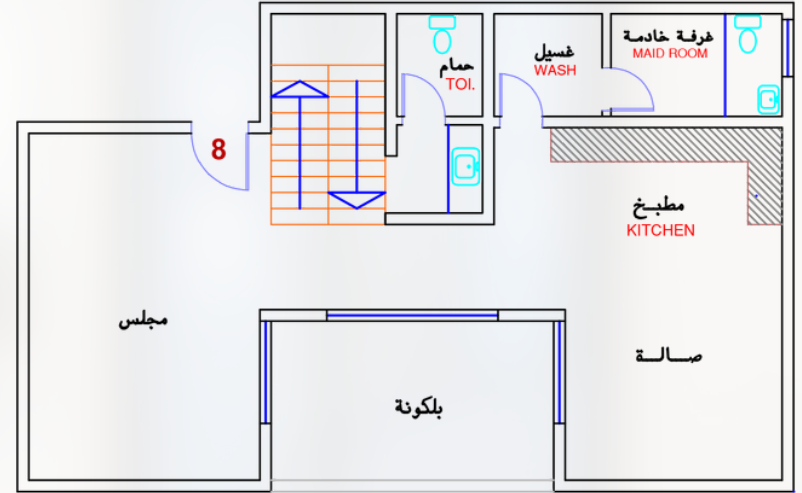 حمام
TOI.
غسيل
WASH
غرفة خادمة
MAID ROOM
8
مطبخ
KITCHEN
مجلس
صالة
بلكونة